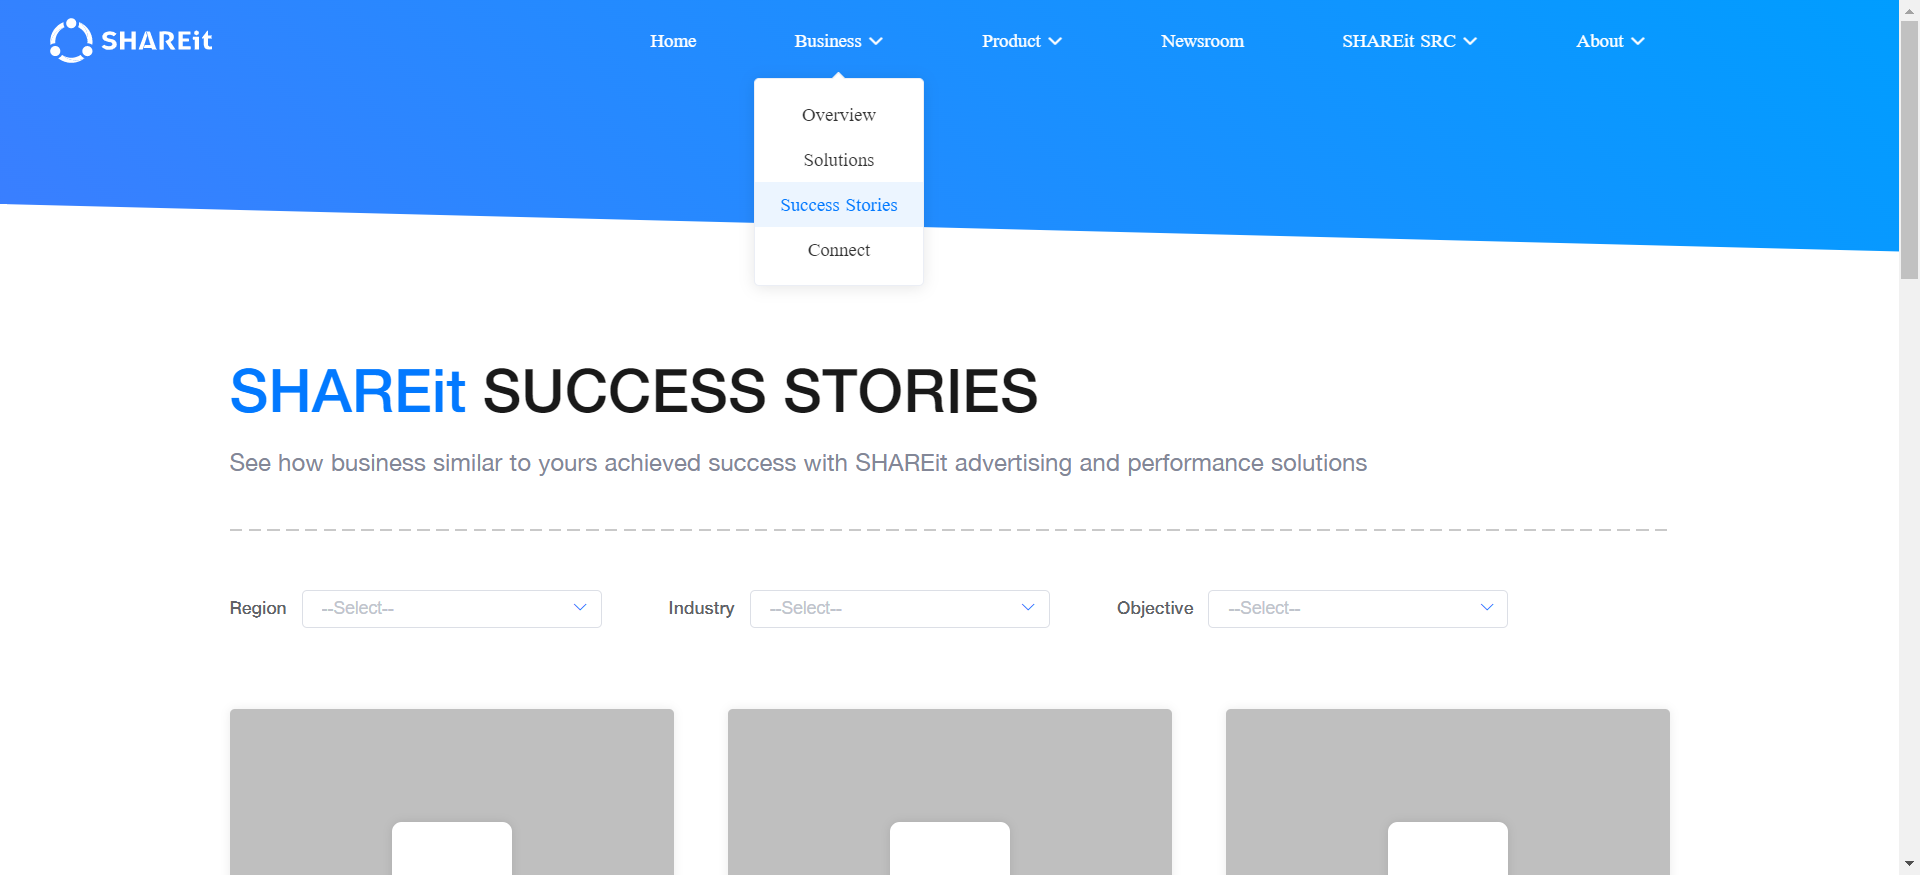 SHAREit
Home Business Product Newsroom SHAREit SRC About
Overview
Solutions
Success Stories
Connect
SHAREit SUCCESS STORIES
See how business similar to yours achieved success with SHAREit advertising and performance solutions
Region --Select-- Industry --Select-- Objective --Select--